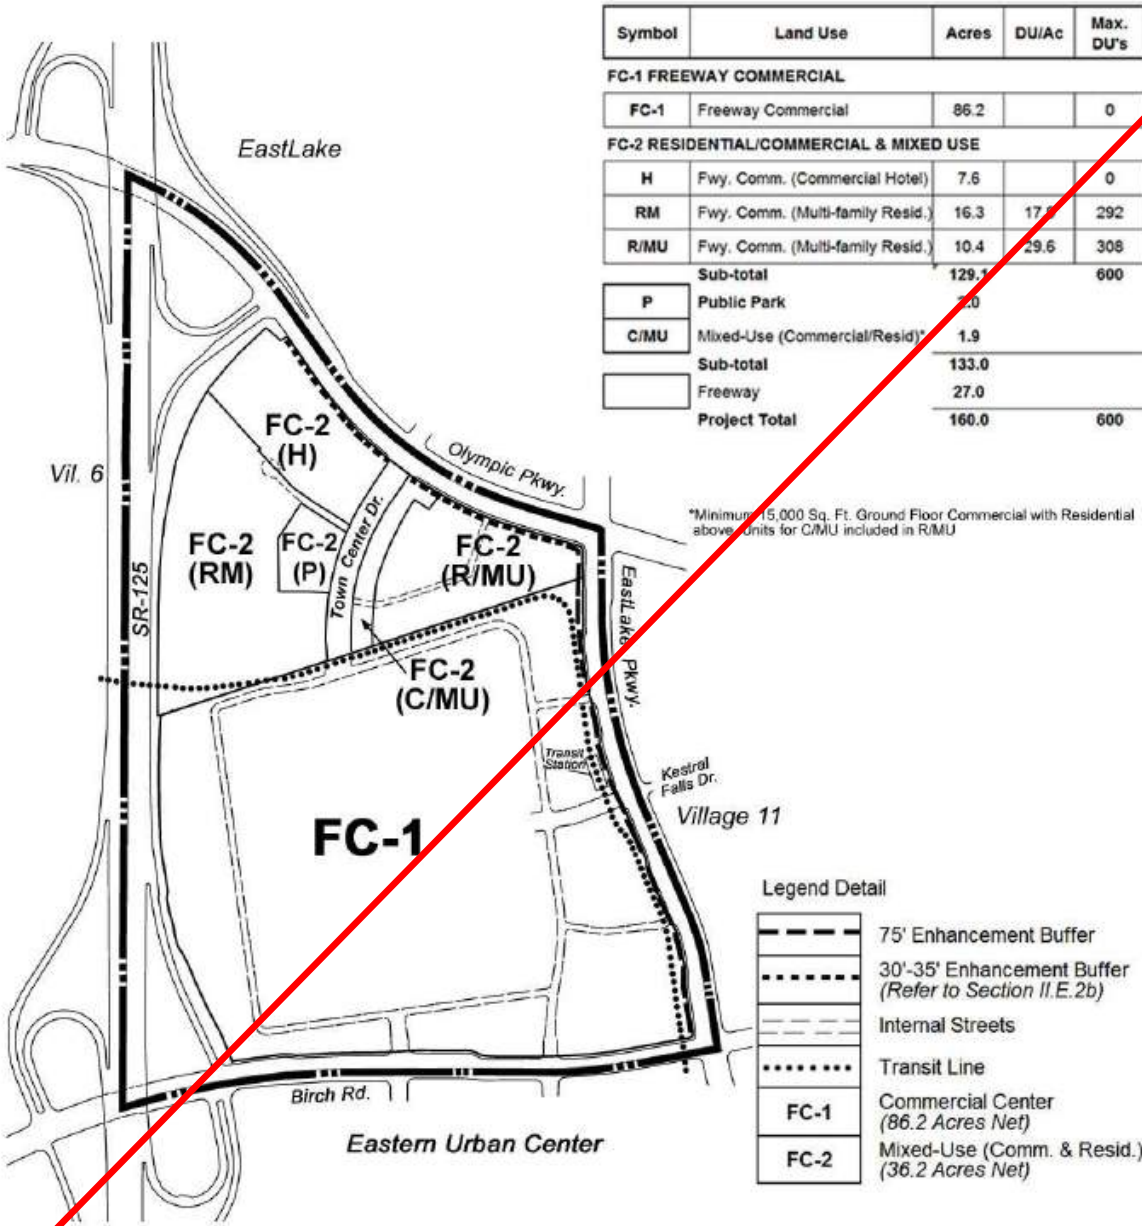 Symbol Land Use Acres DU/Ac Max. DU's
FC-1 FREEWAY COMMERCIAL
FC-1 Freeway Commercial 86.2 0
FC-2 RESIDENTIAL/COMMERCIAL & MIXED USE
H Fwy. Comm. (Commercial Hotel) 7.6 0
RM Fwy. Comm. (Multi-family Resid.) 16.3 292
R/MU Fwy. Comm. (Multi-family Resid.) 10.4 29.6 308
Sub-total 129.1 600
P Public Park
C/MU Mixed-Use (Commercial/Resid)* 1.9
Sub-total 133.0
Freeway 27.0
Project Total 160.0 600
*Minimum 15,000 Sq. Ft. Ground Floor Commercial with Residential
above, units for C/MU included in R/MU
EastLake
Olympic Pkwy.
Vil. 6
FC-2
(H)
Town Center Dr.
FC-2
(RM)
FC-2
(P)
FC-2
(R/MU)
SR-125
EastLake Pkwy.
FC-2
(C/MU)
Transit
Station
Kestral
Falls Dr.
Village 11
FC-1
Birch Rd.
Eastern Urban Center
Legend Detail
75' Enhancement Buffer
30'-35' Enhancement Buffer
(Refer to Section II.E.2b)
Internal Streets
Transit Line
FC-1 Commercial Center
(86.2 Acres Net)
FC-2 Mixed-Use (Comm. & Resid.)
(36.2 Acres Net)